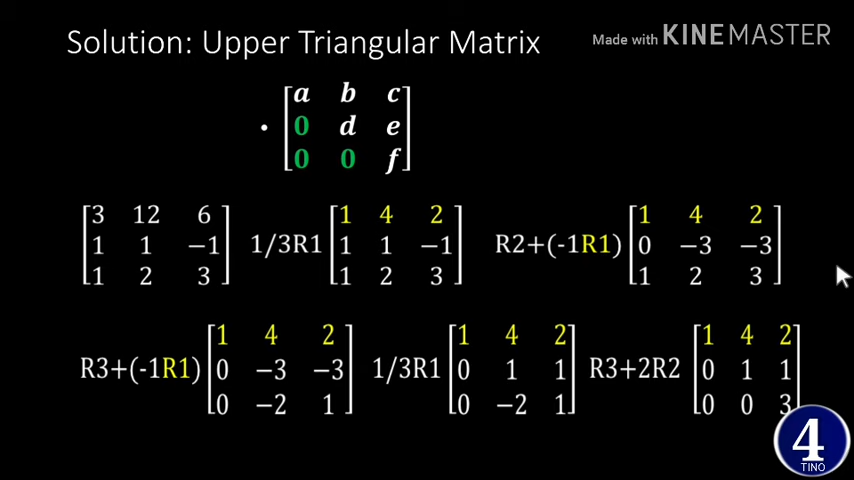 Solution: Upper Triangular Matrix
Made with KINEMASTER
• [a b c]
[0 d e]
[0 0 f]
[3 12 6] 1/3R1 [1 4 2] R2+(-1R1) [1 4 2]
[1 1 −1] [1 1 −1] [0 −3 −3]
[1 2 3] [1 2 3] [1 2 3]
R3+(-1R1) [1 4 2] 1/3R1 [1 4 2] R3+2R2 [1 4 2]
[0 −3 −3] [0 1 1] [0 1 1]
[0 −2 1] [0 −2 1] [0 0 3]
4
TINO